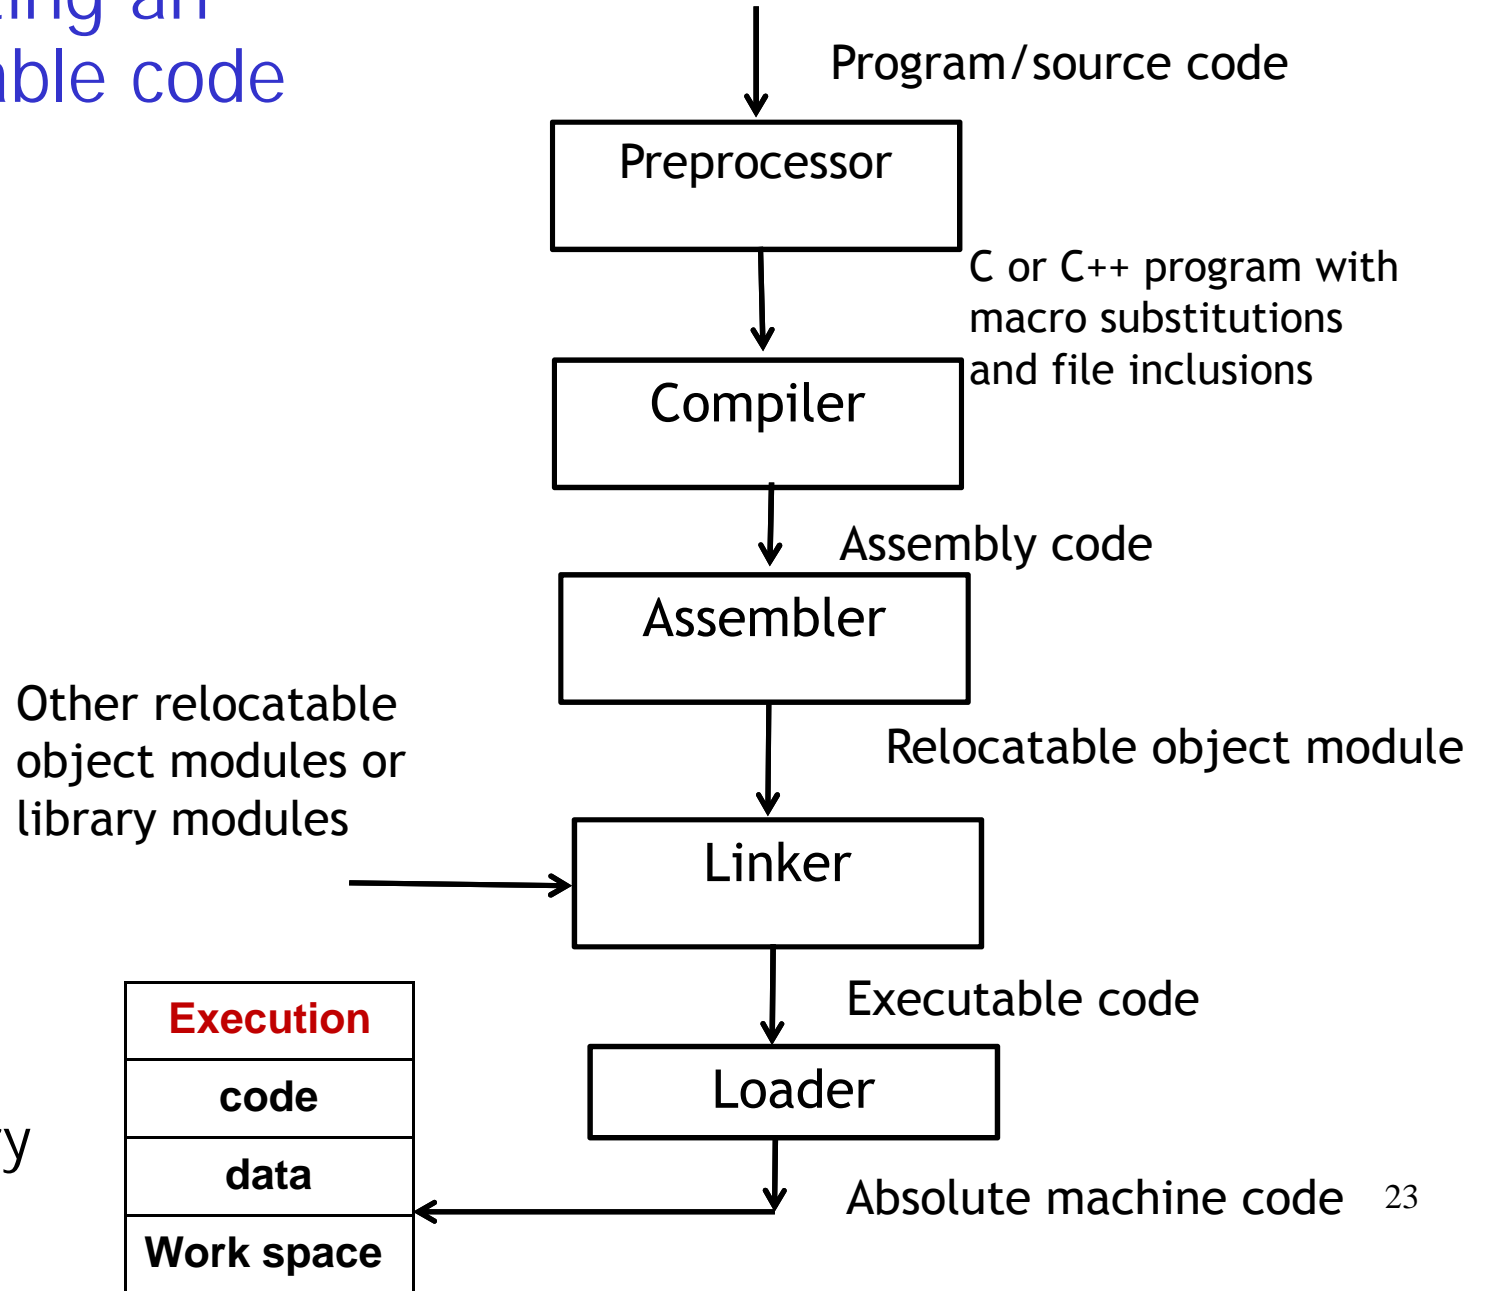 able code
Program/source code
Preprocessor
C or C++ program with
macro substitutions
and file inclusions
Compiler
Assembly code
Assembler
Other relocatable
object modules or
library modules
Relocatable object module
Linker
Executable code
Execution
code
data
Work space
Loader
Absolute machine code
23